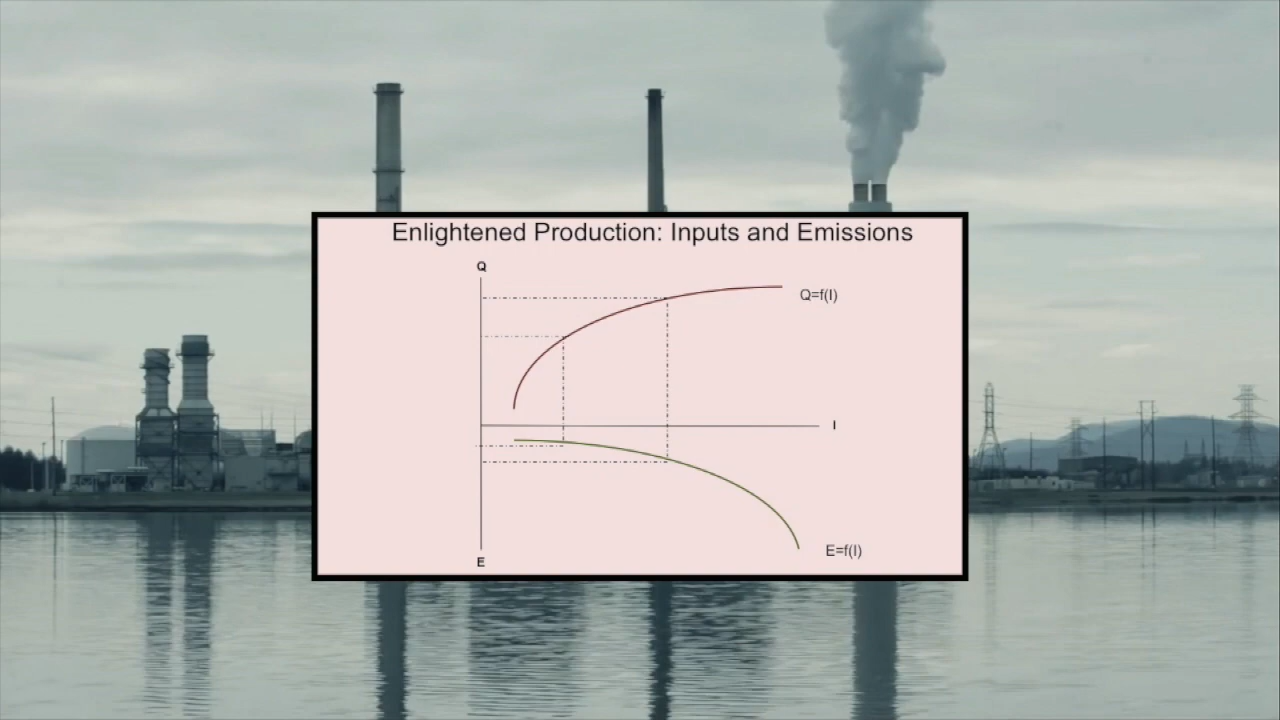 Enlightened Production: Inputs and Emissions
Q
Q=f(I)
I
E=f(I)
E